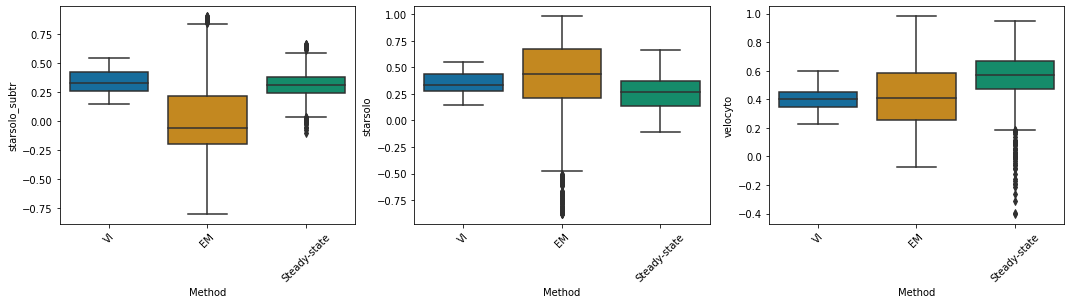 starsolo_subtr
0.75
0.50
0.25
0.00
−0.25
−0.50
−0.75
VI
EM
Steady-state
Method
starsolo
1.00
0.75
0.50
0.25
0.00
−0.25
−0.50
−0.75
VI
EM
Steady-state
Method
velocyto
1.0
0.8
0.6
0.4
0.2
0.0
−0.2
−0.4
VI
EM
Steady-state
Method